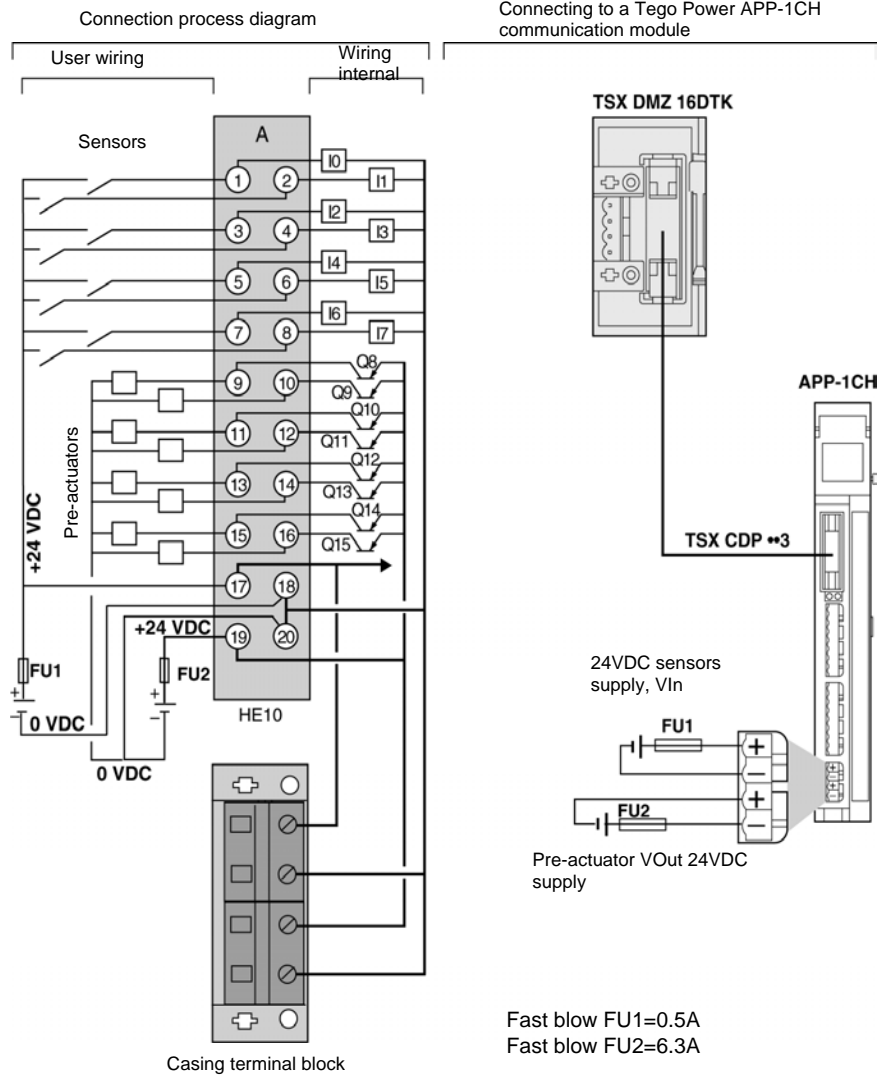 Connection process diagram
User wiring
Wiring
internal
Sensors
A
I0
1 2 I1
I2
3 4 I3
I4
5 6 I5
I6
7 8 I7
Q8
9 10 Q9
Q10
11 12 Q11
Q12
13 14 Q13
Q14
15 16 Q15
Pre-actuators
+24 VDC
17 18
+24 VDC
19 20
FU1
+
–
0 VDC
FU2
+
–
0 VDC
HE10
Casing terminal block
Connecting to a Tego Power APP-1CH
communication module
TSX DMZ 16DTK
APP-1CH
TSX CDP ••3
24VDC sensors
supply, VIn
FU1
+
–
+
FU2
–
+
–
+
–
Pre-actuator VOut 24VDC
supply
Fast blow FU1=0.5A
Fast blow FU2=6.3A